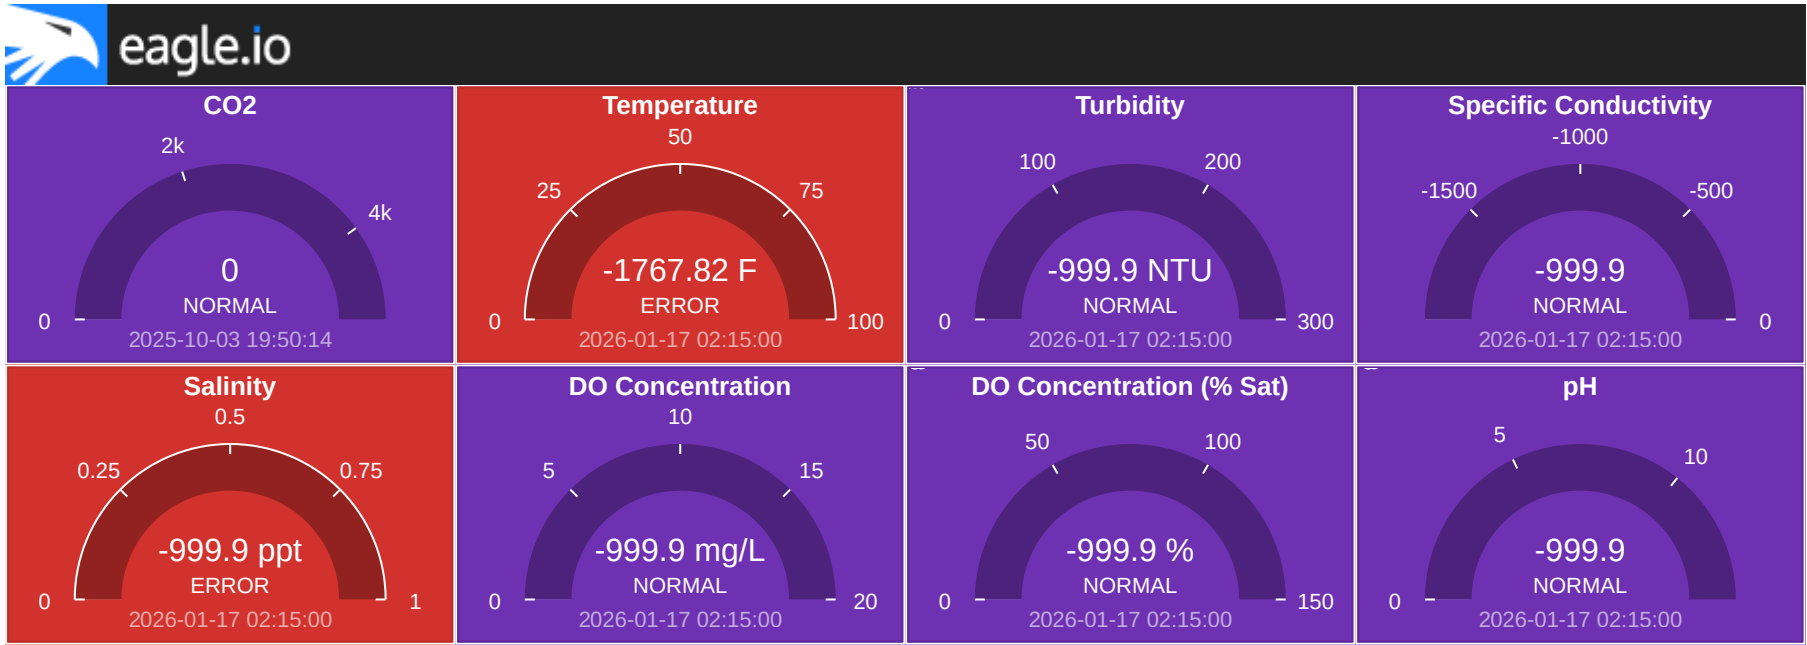 eagle.io
CO2
2k
4k
0
NORMAL
0
2025-10-03 19:50:14
Temperature
50
25
75
-1767.82 F
ERROR
0
100
2026-01-17 02:15:00
Turbidity
100
200
-999.9 NTU
NORMAL
0
300
2026-01-17 02:15:00
Specific Conductivity
-1000
-1500
-500
-999.9
NORMAL
0
2026-01-17 02:15:00
Salinity
0.5
0.25
0.75
-999.9 ppt
ERROR
0
1
2026-01-17 02:15:00
DO Concentration
10
5
15
-999.9 mg/L
NORMAL
0
20
2026-01-17 02:15:00
DO Concentration (% Sat)
50
100
-999.9 %
NORMAL
0
150
2026-01-17 02:15:00
pH
5
10
-999.9
NORMAL
0
2026-01-17 02:15:00